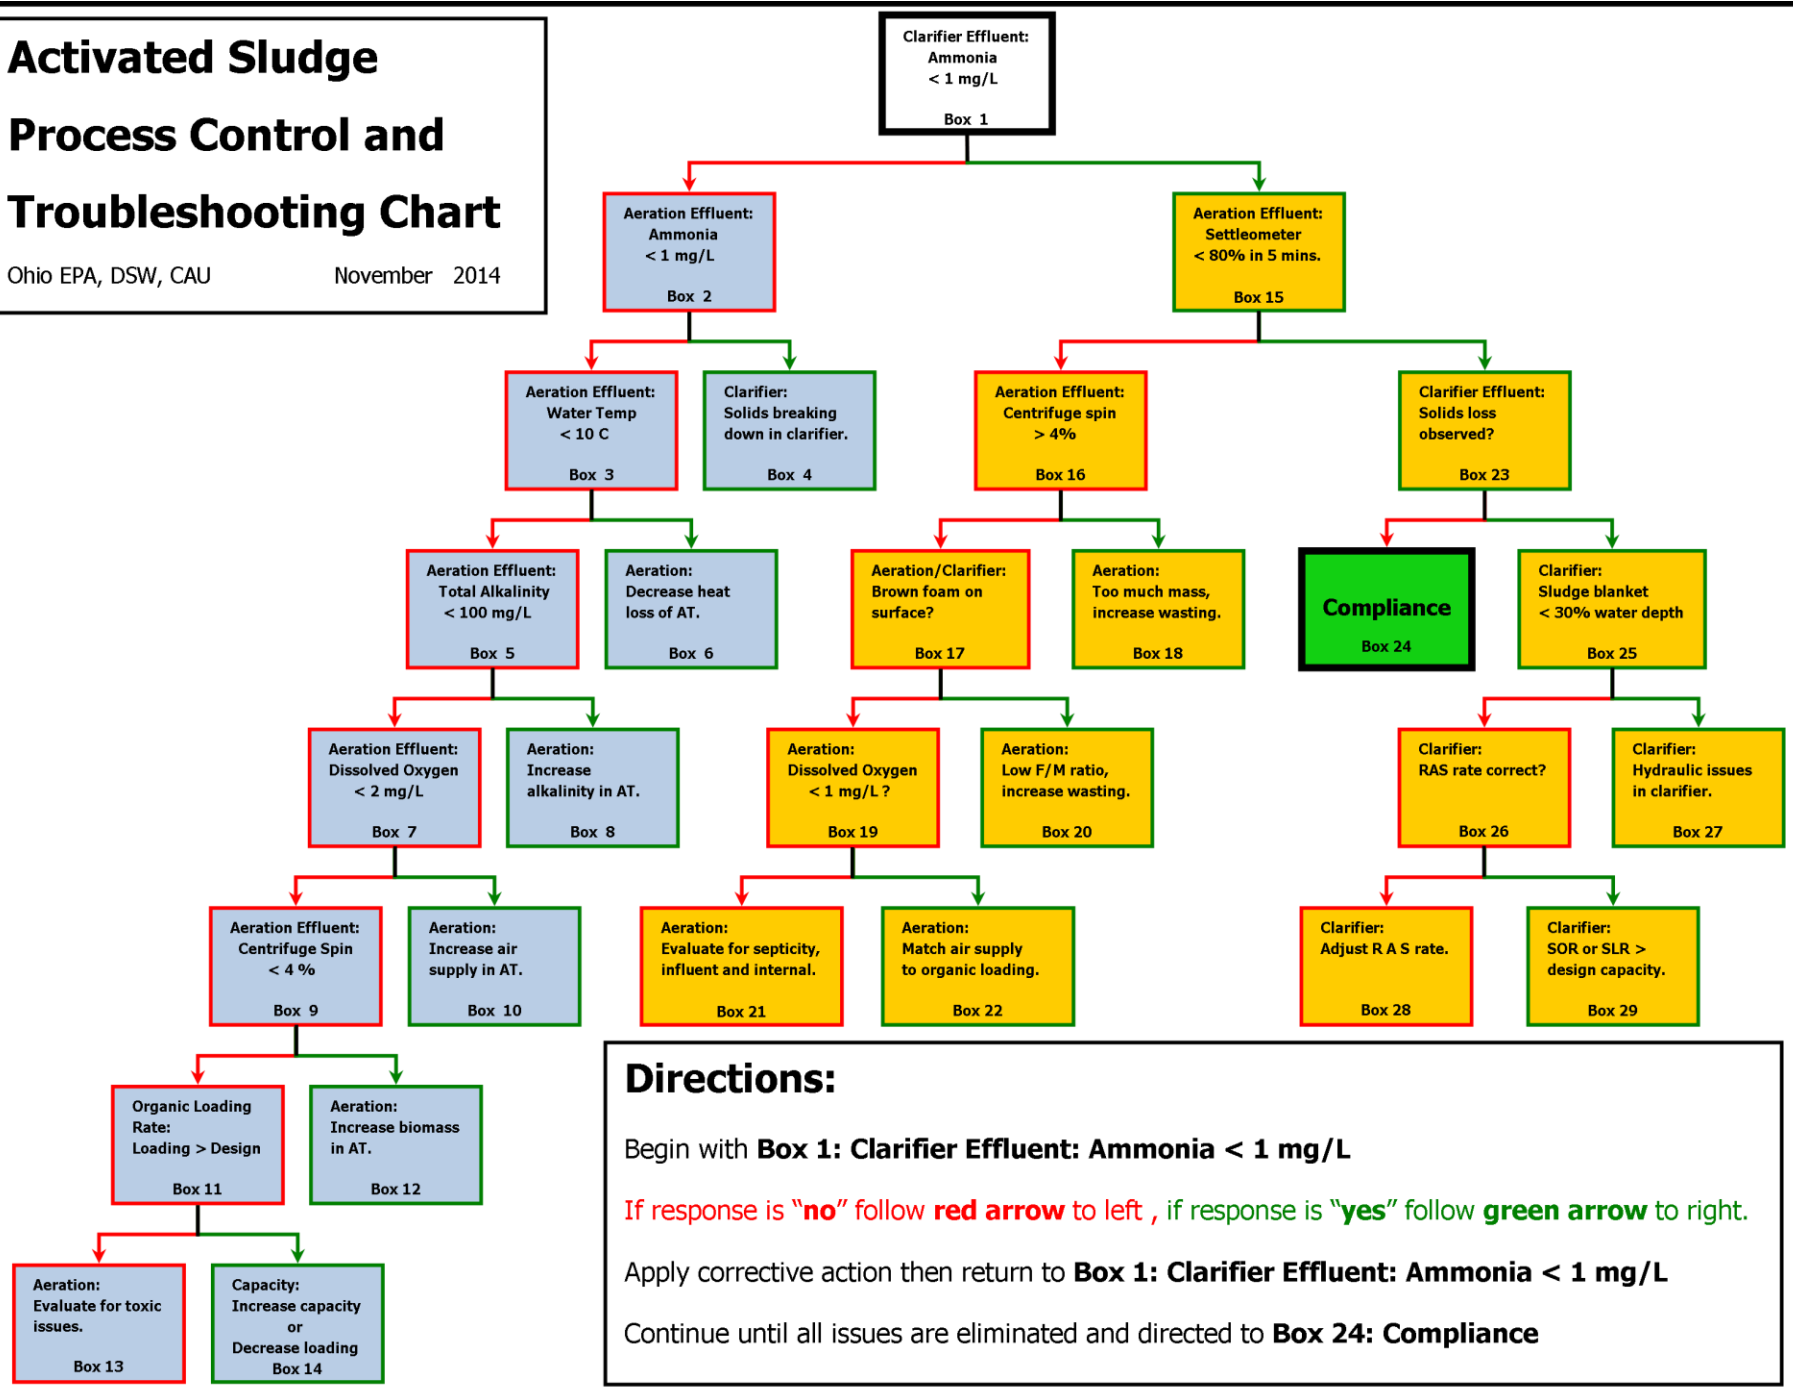 Activated Sludge
Process Control and
Troubleshooting Chart
Ohio EPA, DSW, CAU November 2014
Clarifier Effluent:
Ammonia
< 1 mg/L
Box 1
Aeration Effluent:
Ammonia
< 1 mg/L
Box 2
Aeration Effluent:
Settleometer
< 80% in 5 mins.
Box 15
Aeration Effluent:
Water Temp
< 10 C
Box 3
Clarifier:
Solids breaking
down in clarifier.
Box 4
Aeration Effluent:
Centrifuge spin
> 4%
Box 16
Clarifier Effluent:
Solids loss
observed?
Box 23
Aeration Effluent:
Total Alkalinity
< 100 mg/L
Box 5
Aeration:
Decrease heat
loss of AT.
Box 6
Aeration/Clarifier:
Brown foam on
surface?
Box 17
Aeration:
Too much mass,
increase wasting.
Box 18
Compliance
Box 24
Clarifier:
Sludge blanket
< 30% water depth
Box 25
Aeration Effluent:
Dissolved Oxygen
< 2 mg/L
Box 7
Aeration:
Increase
alkalinity in AT.
Box 8
Aeration:
Dissolved Oxygen
< 1 mg/L ?
Box 19
Aeration:
Low F/M ratio,
increase wasting.
Box 20
Clarifier:
RAS rate correct?
Box 26
Clarifier:
Hydraulic issues
in clarifier.
Box 27
Aeration Effluent:
Centrifuge Spin
< 4 %
Box 9
Aeration:
Increase air
supply in AT.
Box 10
Aeration:
Evaluate for septicity,
influent and internal.
Box 21
Aeration:
Match air supply
to organic loading.
Box 22
Clarifier:
Adjust R A S rate.
Box 28
Clarifier:
SOR or SLR >
design capacity.
Box 29
Organic Loading
Rate:
Loading > Design
Box 11
Aeration:
Increase biomass
in AT.
Box 12
Aeration:
Evaluate for toxic
issues.
Box 13
Capacity:
Increase capacity
or
Decrease loading
Box 14
Directions:
Begin with Box 1: Clarifier Effluent: Ammonia < 1 mg/L
If response is “no” follow red arrow to left , if response is “yes” follow green arrow to right.
Apply corrective action then return to Box 1: Clarifier Effluent: Ammonia < 1 mg/L
Continue until all issues are eliminated and directed to Box 24: Compliance